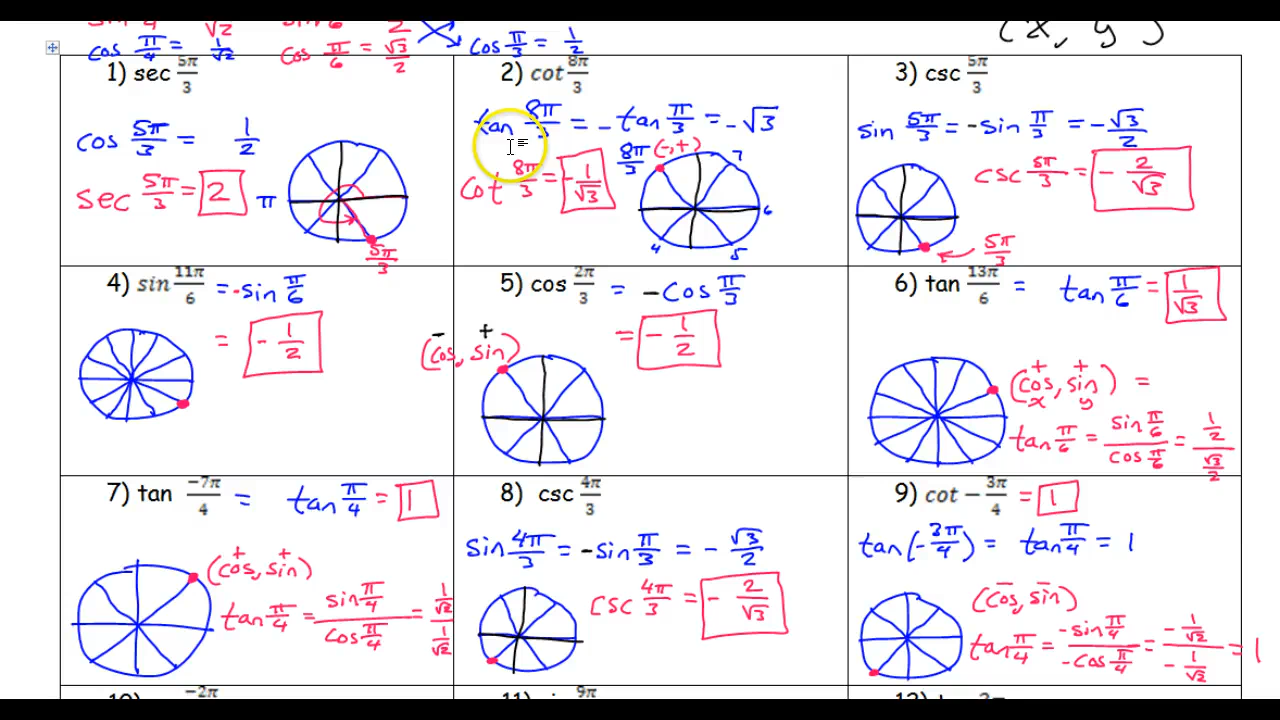 (x, y)
cos π/4 = 1/√2
cos π/6 = √3/2
cos π/3 = 1/2
1) sec 5π/3
cos 5π/3 = 1/2
sec 5π/3 = 2
π
5π/3
2) cot 8π/3
tan 8π/3 = - tan π/3 = -√3
8π/3 (-,+)
7
cot 8π/3 = -1/√3
6
4
5
3) csc 5π/3
sin 5π/3 = -sin π/3 = -√3/2
csc 5π/3 = -2/√3
5π/3
4) sin 11π/6 = -sin π/6
= -1/2
5) cos 2π/3 = -cos π/3
= -1/2
- +
(cos, sin)
6) tan 13π/6 = tan π/6 = 1/√3
+ +
(cos, sin) =
x y
tan π/6 = sin π/6 / cos π/6 = 1/2 / √3/2
7) tan -7π/4 = tan π/4 = 1
+ +
(cos, sin)
tan π/4 = sin π/4 / cos π/4 = 1/√2 / 1/√2
8) csc 4π/3
sin 4π/3 = -sin π/3 = -√3/2
csc 4π/3 = -2/√3
9) cot -3π/4 = 1
tan(-3π/4) = tan π/4 = 1
- -
(cos, sin)
tan π/4 = -sin π/4 / -cos π/4 = -1/√2 / -1/√2 = 1
-2π
9π